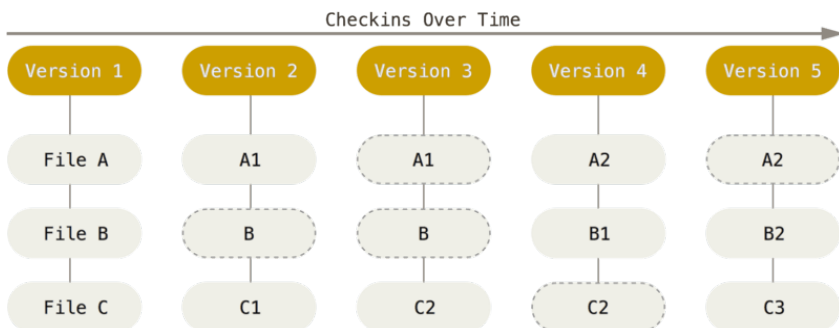 Checkins Over Time
Version 1 Version 2 Version 3 Version 4 Version 5
File A A1 A1 A2 A2
File B B B B1 B2
File C C1 C2 C2 C3